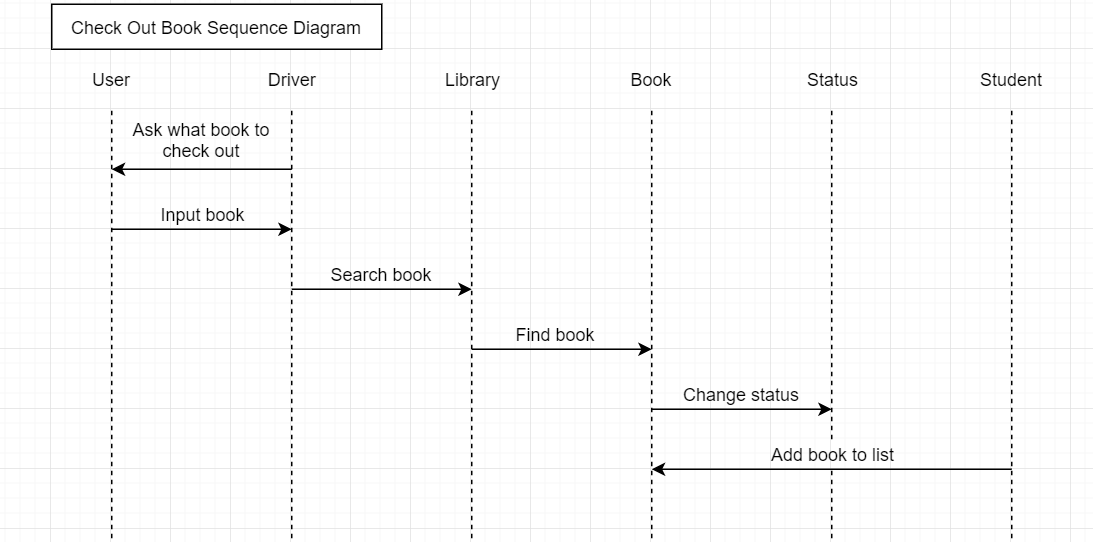 Check Out Book Sequence Diagram
User
Driver
Library
Book
Status
Student
Ask what book to
check out
Input book
Search book
Find book
Change status
Add book to list